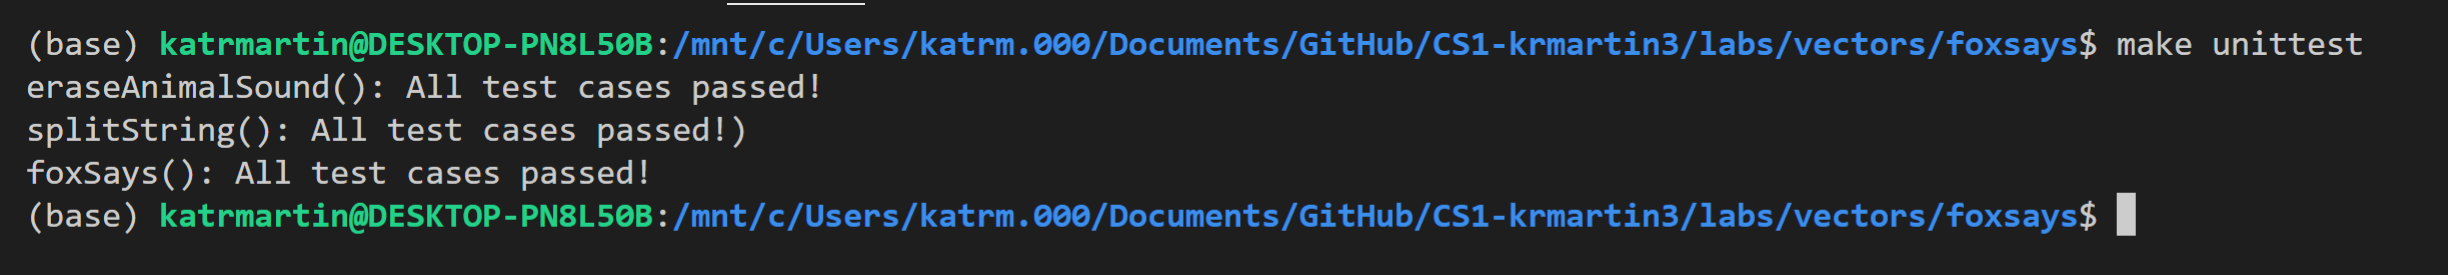 (base) katrmartin@DESKTOP-PN8L50B:/mnt/c/Users/katrm.000/Documents/GitHub/CS1-krmartin3/labs/vectors/foxsays$ make unittest
eraseAnimalSound(): All test cases passed!
splitString(): All test cases passed!)
foxSays(): All test cases passed!
(base) katrmartin@DESKTOP-PN8L50B:/mnt/c/Users/katrm.000/Documents/GitHub/CS1-krmartin3/labs/vectors/foxsays$